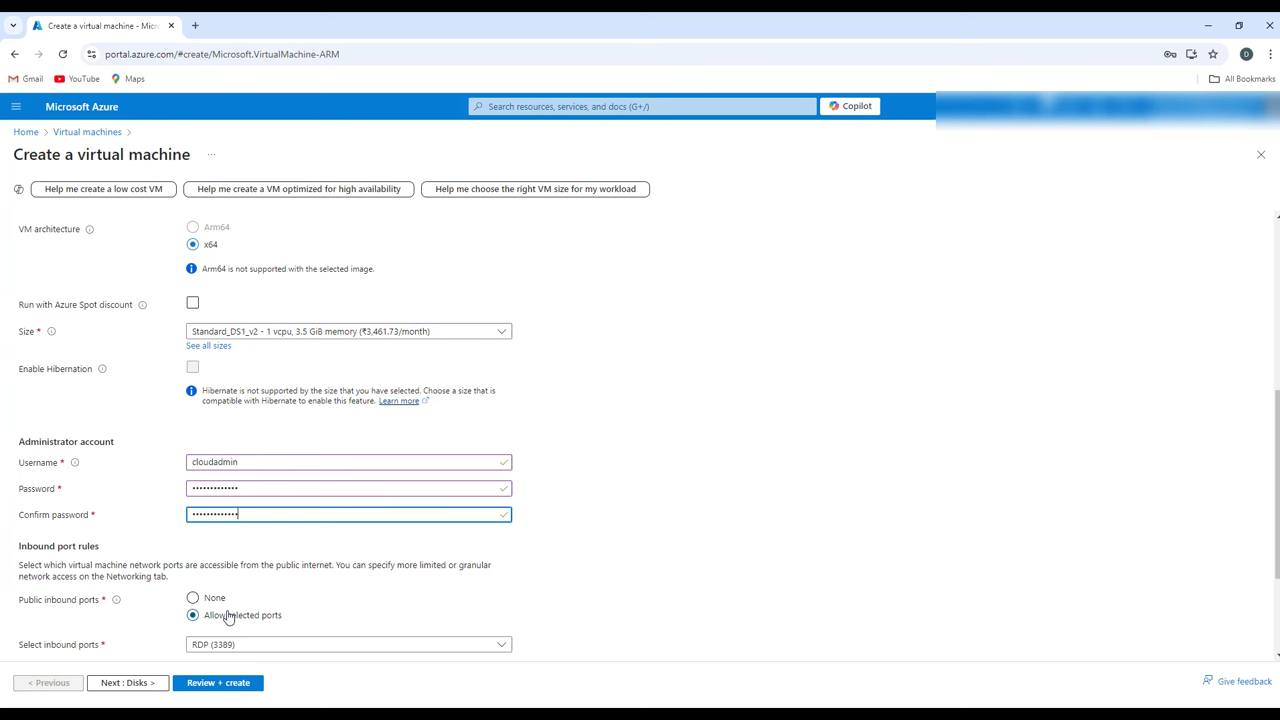 Create a virtual machine - Micr
portal.azure.com/#create/Microsoft.VirtualMachine-ARM
D
Gmail YouTube Maps All Bookmarks
Microsoft Azure Search resources, services, and docs (G+/) Copilot
Home > Virtual machines >
Create a virtual machine ...
Help me create a low cost VM Help me create a VM optimized for high availability Help me choose the right VM size for my workload
VM architecture Arm64
x64
Arm64 is not supported with the selected image.
Run with Azure Spot discount
Size * Standard_DS1_v2 - 1 vcpu, 3.5 GiB memory (₹3,461.73/month)
See all sizes
Enable Hibernation
Hibernate is not supported by the size that you have selected. Choose a size that is
compatible with Hibernate to enable this feature. Learn more
Administrator account
Username * cloudadmin
Password * •••••••••••••
Confirm password * •••••••••••••
Inbound port rules
Select which virtual machine network ports are accessible from the public internet. You can specify more limited or granular
network access on the Networking tab.
Public inbound ports * None
Allow selected ports
Select inbound ports * RDP (3389)
< Previous Next : Disks > Review + create Give feedback